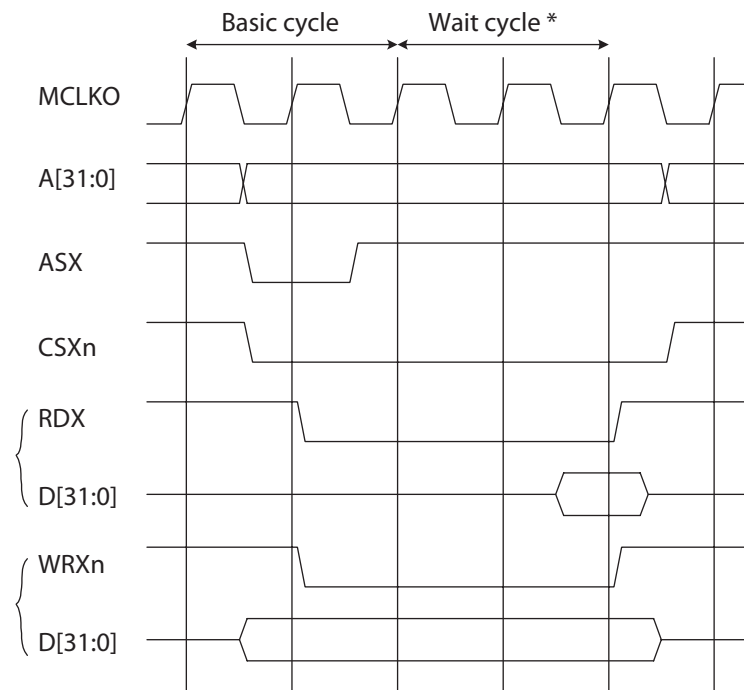 Basic cycle Wait cycle *
MCLKO
A[31:0]
ASX
CSXn
RDX
D[31:0]
WRXn
D[31:0]